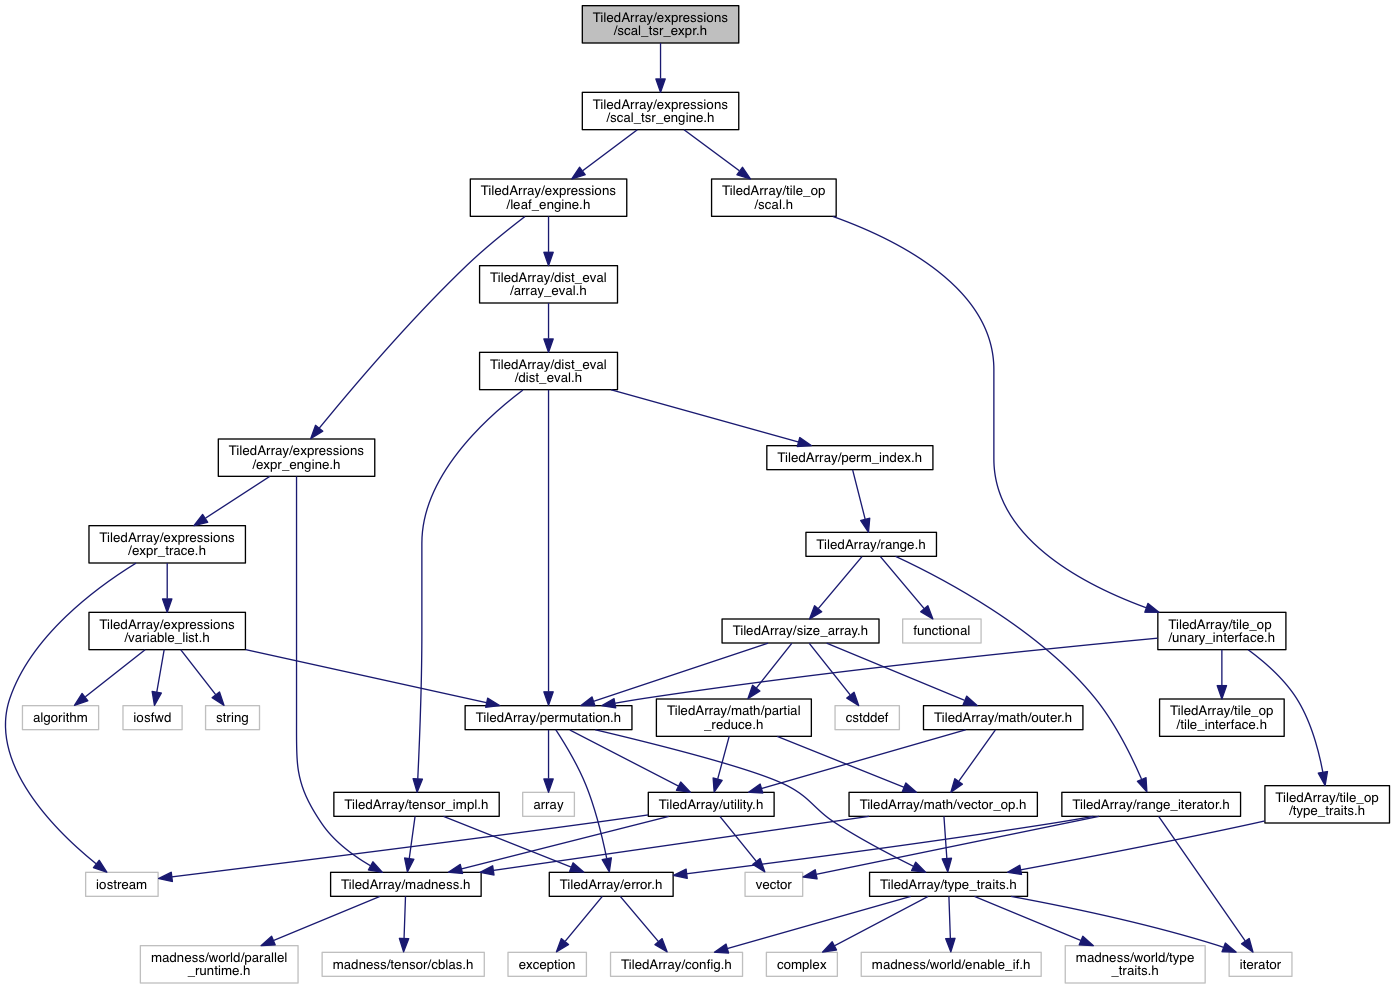 TiledArray/expressions
/scal_tsr_expr.h
TiledArray/expressions
/scal_tsr_engine.h
TiledArray/expressions
/leaf_engine.h
TiledArray/tile_op
/scal.h
TiledArray/dist_eval
/array_eval.h
TiledArray/dist_eval
/dist_eval.h
TiledArray/expressions
/expr_engine.h
TiledArray/perm_index.h
TiledArray/expressions
/expr_trace.h
TiledArray/range.h
TiledArray/expressions
/variable_list.h
TiledArray/size_array.h
functional
TiledArray/tile_op
/unary_interface.h
algorithm
iosfwd
string
TiledArray/permutation.h
TiledArray/math/partial
_reduce.h
cstddef
TiledArray/math/outer.h
TiledArray/tile_op
/tile_interface.h
TiledArray/tensor_impl.h
array
TiledArray/utility.h
TiledArray/math/vector_op.h
TiledArray/range_iterator.h
TiledArray/tile_op
/type_traits.h
iostream
TiledArray/madness.h
TiledArray/error.h
vector
TiledArray/type_traits.h
madness/world/parallel
_runtime.h
madness/tensor/cblas.h
exception
TiledArray/config.h
complex
madness/world/enable_if.h
madness/world/type
_traits.h
iterator